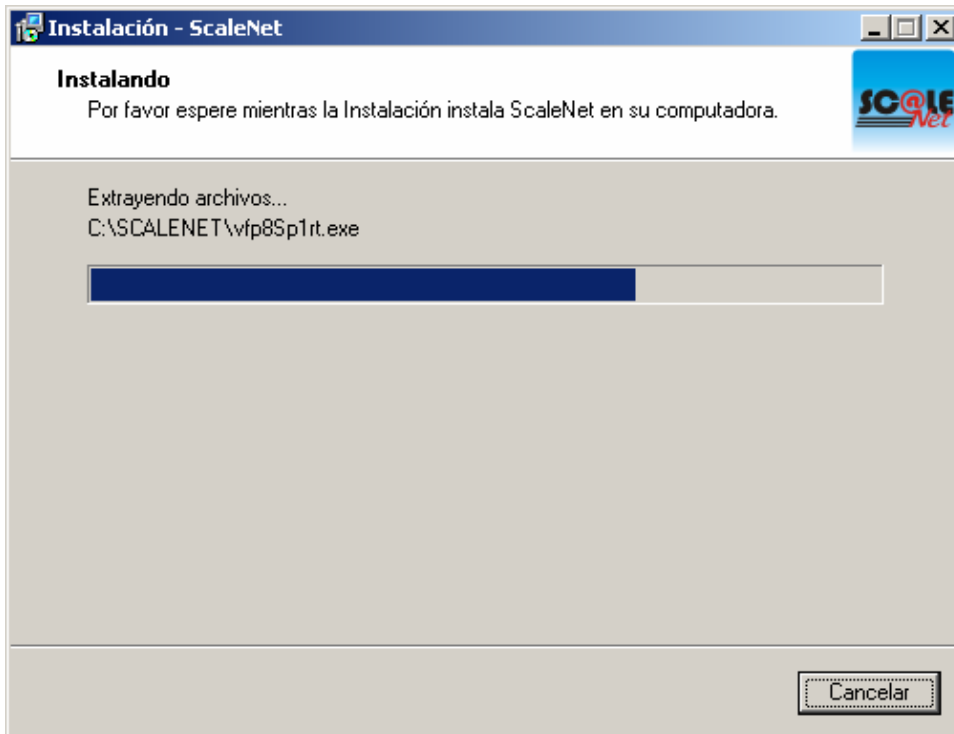 Instalación - ScaleNet
Instalando
Por favor espere mientras la Instalación instala ScaleNet en su computadora.
SC@LE
Net
Extrayendo archivos...
C:\SCALENET\vfp8Sp1rt.exe
Cancelar